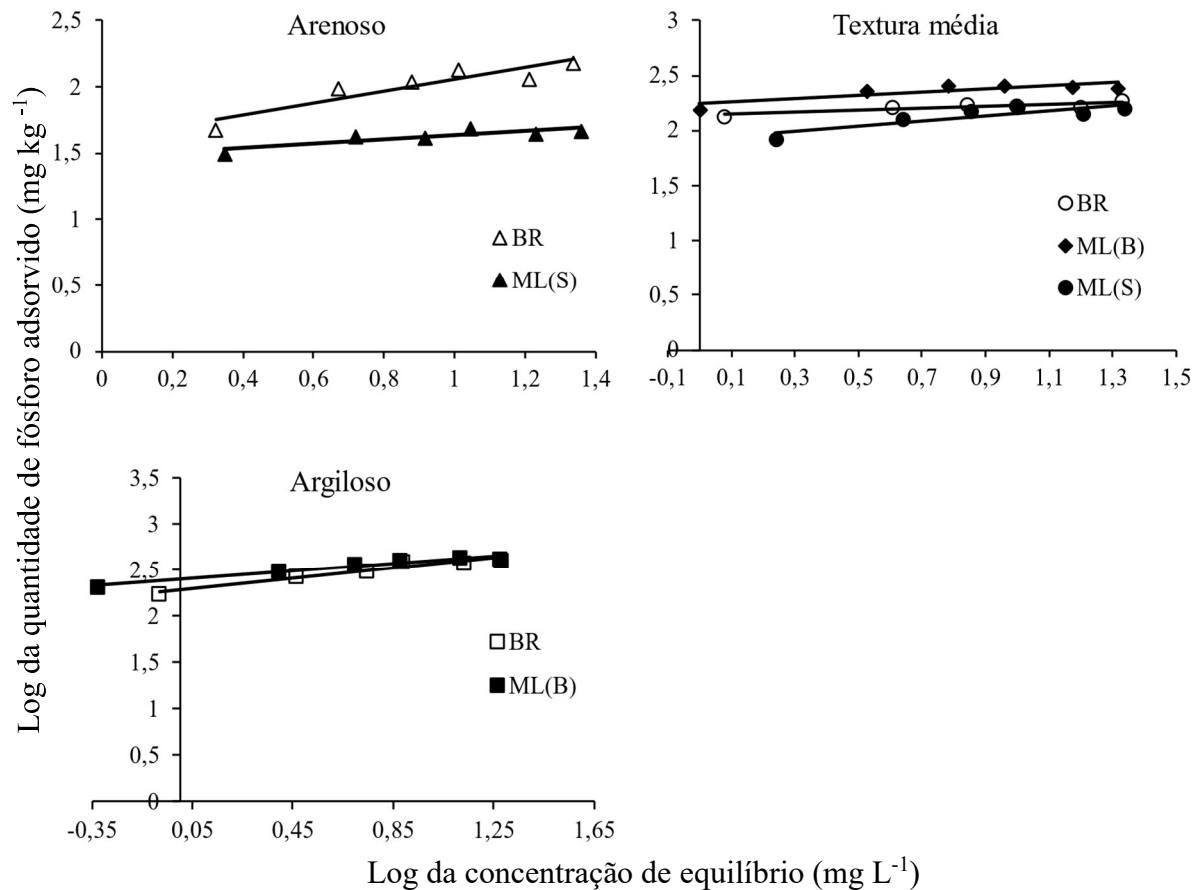 Log da quantidade de fósforo adsorvido (mg kg⁻¹)
Arenoso
2,5
2
1,5
1
0,5
0
0 0,2 0,4 0,6 0,8 1 1,2 1,4
BR
ML(S)
Textura média
3
2,5
2
1,5
1
0,5
0
-0,1 0,1 0,3 0,5 0,7 0,9 1,1 1,3 1,5
BR
ML(B)
ML(S)
Argiloso
3,5
3
2,5
2
1,5
1
0,5
0
-0,35 0,05 0,45 0,85 1,25 1,65
BR
ML(B)
Log da concentração de equilíbrio (mg L⁻¹)